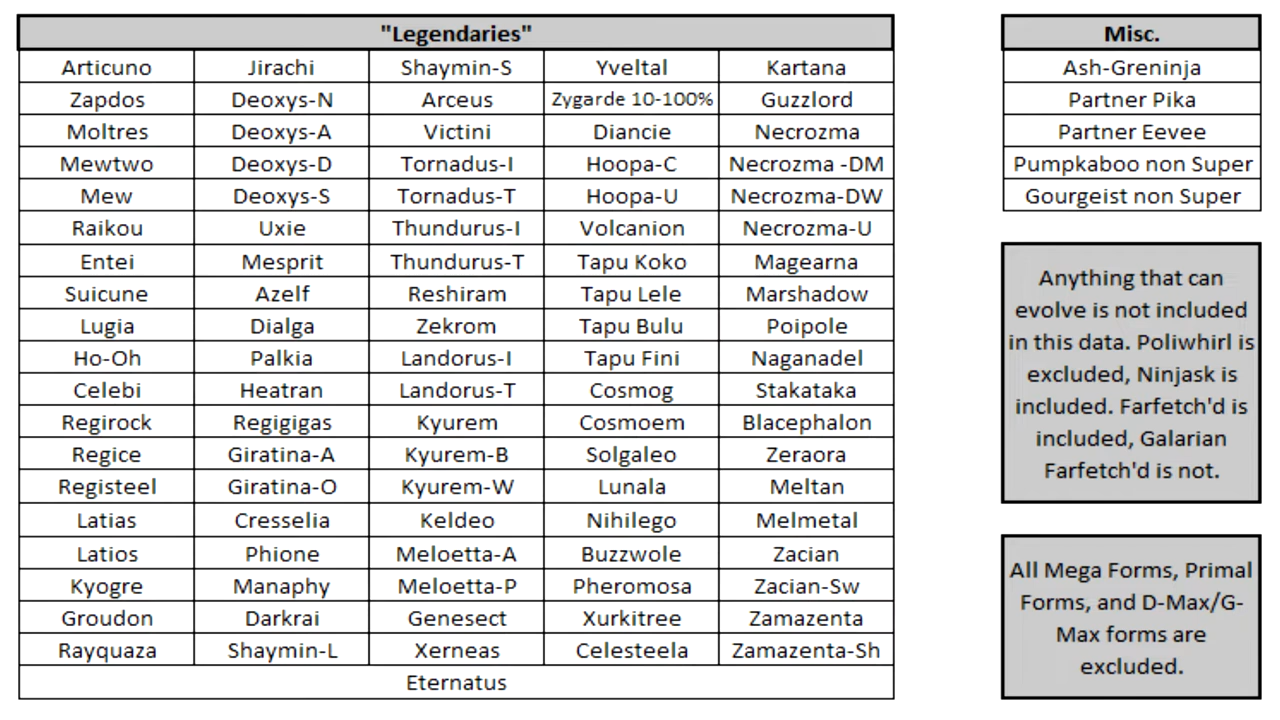 "Legendaries"
Articuno Jirachi Shaymin-S Yveltal Kartana
Zapdos Deoxys-N Arceus Zygarde 10-100% Guzzlord
Moltres Deoxys-A Victini Diancie Necrozma
Mewtwo Deoxys-D Tornadus-I Hoopa-C Necrozma -DM
Mew Deoxys-S Tornadus-T Hoopa-U Necrozma-DW
Raikou Uxie Thundurus-I Volcanion Necrozma-U
Entei Mesprit Thundurus-T Tapu Koko Magearna
Suicune Azelf Reshiram Tapu Lele Marshadow
Lugia Dialga Zekrom Tapu Bulu Poipole
Ho-Oh Palkia Landorus-I Tapu Fini Naganadel
Celebi Heatran Landorus-T Cosmog Stakataka
Regirock Regigigas Kyurem Cosmoem Blacephalon
Regice Giratina-A Kyurem-B Solgaleo Zeraora
Registeel Giratina-O Kyurem-W Lunala Meltan
Latias Cresselia Keldeo Nihilego Melmetal
Latios Phione Meloetta-A Buzzwole Zacian
Kyogre Manaphy Meloetta-P Pheromosa Zacian-Sw
Groudon Darkrai Genesect Xurkitree Zamazenta
Rayquaza Shaymin-L Xerneas Celesteela Zamazenta-Sh
Eternatus
Misc.
Ash-Greninja
Partner Pika
Partner Eevee
Pumpkaboo non Super
Gourgeist non Super
Anything that can
evolve is not included
in this data. Poliwhirl is
excluded, Ninjask is
included. Farfetch'd is
included, Galarian
Farfetch'd is not.
All Mega Forms, Primal
Forms, and D-Max/G-
Max forms are
excluded.